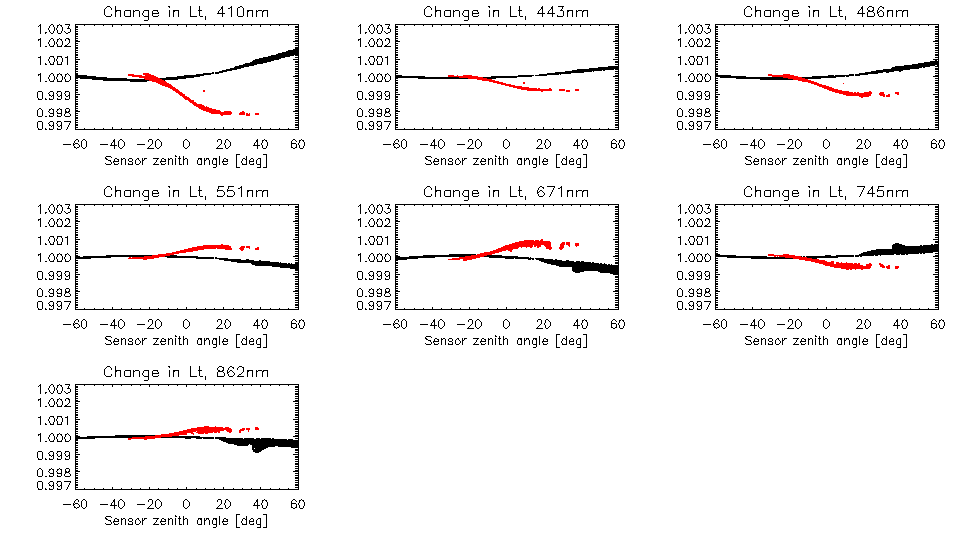 Change in Lt, 410nm
1.003
1.002
1.001
1.000
0.999
0.998
0.997
−60 −40 −20 0 20 40 60
Sensor zenith angle [deg]
Change in Lt, 443nm
1.003
1.002
1.001
1.000
0.999
0.998
0.997
−60 −40 −20 0 20 40 60
Sensor zenith angle [deg]
Change in Lt, 486nm
1.003
1.002
1.001
1.000
0.999
0.998
0.997
−60 −40 −20 0 20 40 60
Sensor zenith angle [deg]
Change in Lt, 551nm
1.003
1.002
1.001
1.000
0.999
0.998
0.997
−60 −40 −20 0 20 40 60
Sensor zenith angle [deg]
Change in Lt, 671nm
1.003
1.002
1.001
1.000
0.999
0.998
0.997
−60 −40 −20 0 20 40 60
Sensor zenith angle [deg]
Change in Lt, 745nm
1.003
1.002
1.001
1.000
0.999
0.998
0.997
−60 −40 −20 0 20 40 60
Sensor zenith angle [deg]
Change in Lt, 862nm
1.003
1.002
1.001
1.000
0.999
0.998
0.997
−60 −40 −20 0 20 40 60
Sensor zenith angle [deg]